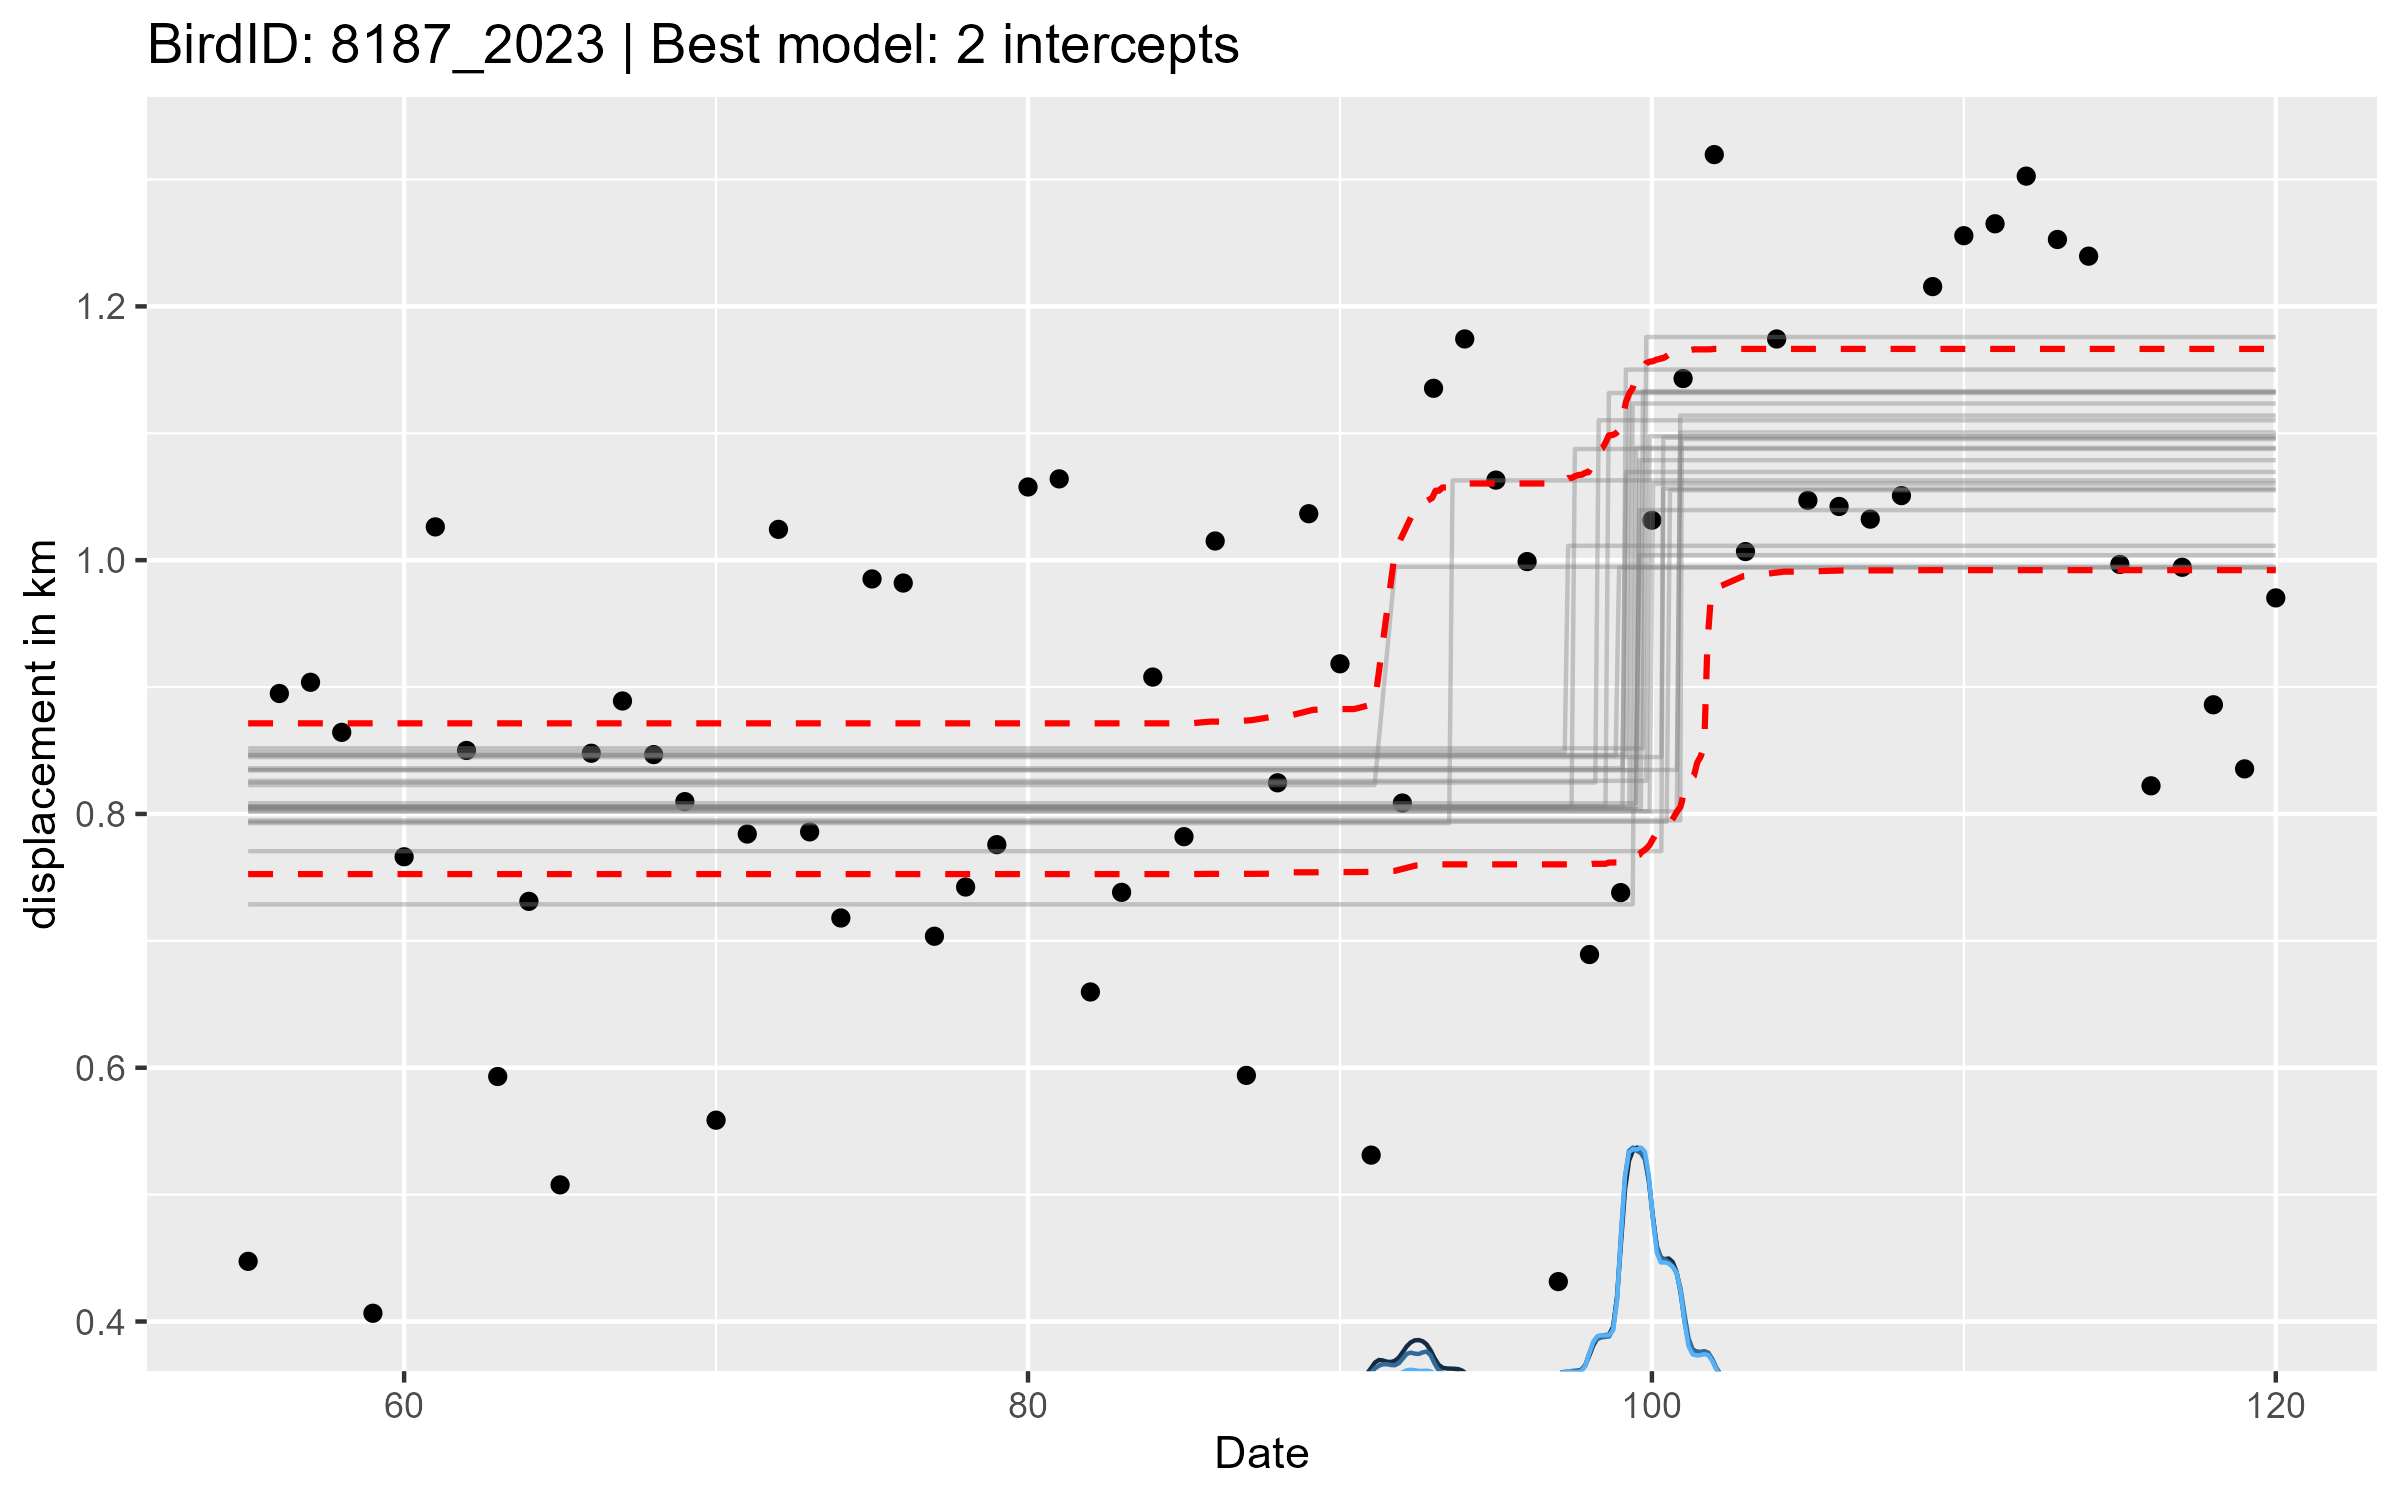 BirdID: 8187_2023 | Best model: 2 intercepts
displacement in km
1.2
1.0
0.8
0.6
0.4
60 80 100 120
Date